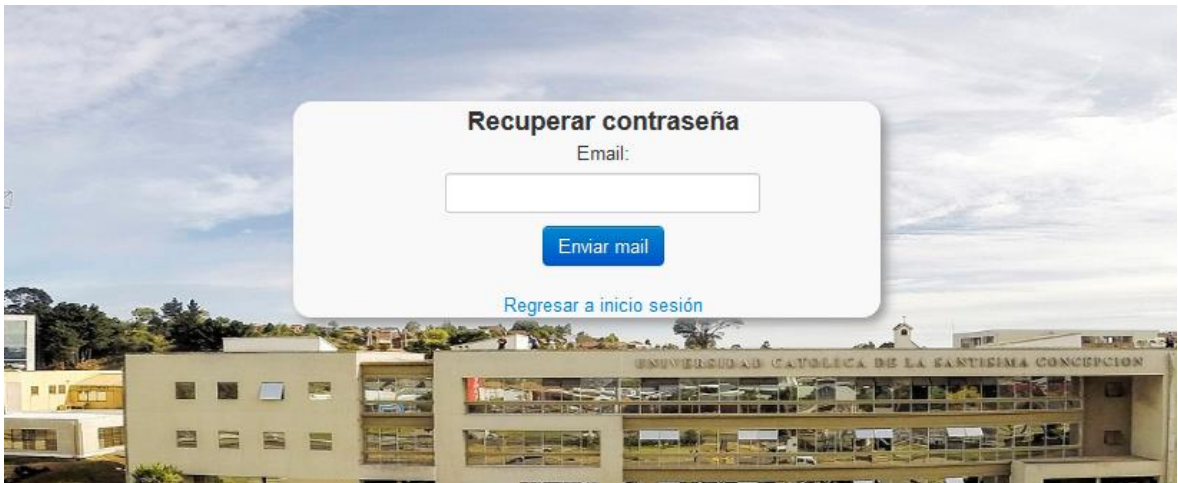 Recuperar contraseña
Email:
Enviar mail
Regresar a inicio sesión
UNIVERSIDAD CATOLICA DE LA SANTISIMA CONCEPCION